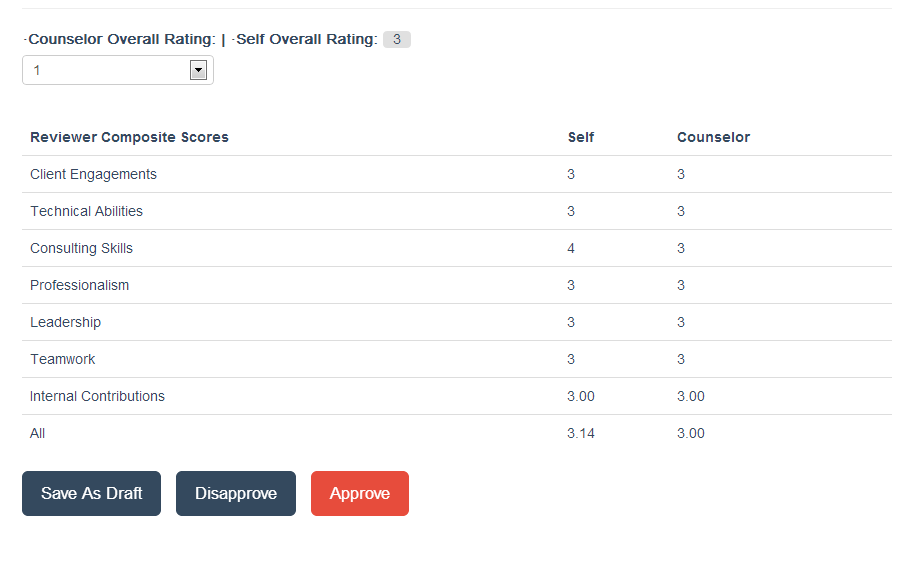 ·Counselor Overall Rating: | ·Self Overall Rating: 3
1
Reviewer Composite Scores Self Counselor
Client Engagements 3 3
Technical Abilities 3 3
Consulting Skills 4 3
Professionalism 3 3
Leadership 3 3
Teamwork 3 3
Internal Contributions 3.00 3.00
All 3.14 3.00
Save As Draft Disapprove Approve